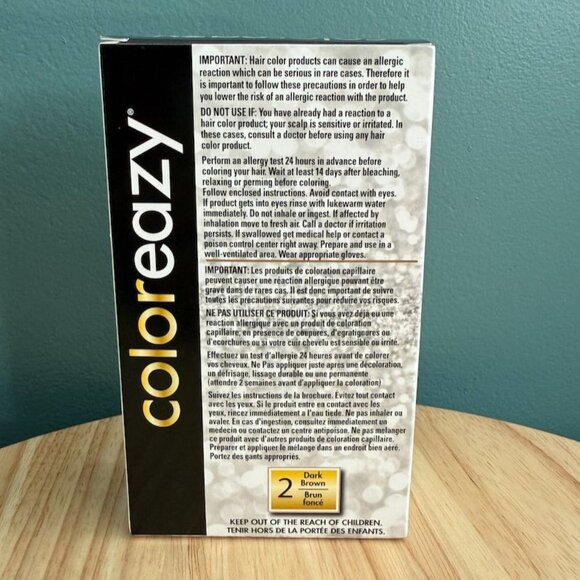 coloreazy®
IMPORTANT: Hair color products can cause an allergic
reaction which can be serious in rare cases. Therefore it
is important to follow these precautions in order to help
you lower the risk of an allergic reaction with the product.
DO NOT USE IF: You have already had a reaction to a
hair color product; your scalp is sensitive or irritated. In
these cases, consult a doctor before using any hair
color product.
Perform an allergy test 24 hours in advance before
coloring your hair. Wait at least 14 days after bleaching,
relaxing or perming before coloring.
Follow enclosed instructions. Avoid contact with eyes.
If product gets into eyes rinse with lukewarm water
immediately. Do not inhale or ingest. If affected by
inhalation move to fresh air. Call a doctor if irritation
persists. If swallowed get medical help or contact a
poison control center right away. Prepare and use in a
well-ventilated area. Wear appropriate gloves.
IMPORTANT: Les produits de coloration capillaire
peuvent causer une réaction allergique pouvant être
grave dans de rares cas. Il est donc important de suivre
toutes les précautions suivantes pour réduire vos risques.
NE PAS UTILISER CE PRODUIT: Si vous avez déjà eu une
réaction allergique avec un produit de coloration
capillaire; en presence de coupures, d'egratigeures ou
d'ecorchures ou si votre cuir chevelu est sensible ou irrité.
Effectuez un test d'allergie 24 heures avant de colorer
vos cheveux. Ne Pas appliquer juste après une décoloration,
un défrisage, lissage durable ou une permanente
(attendre 2 semaines avant d'appliquer la coloration)
Suivez les instructions de la brochure. Evitez tout contact
avec les yeux. Si le produit entre en contact avec les
yeux, rincez immediatement a l'eau tiede. Ne pas inhaler ou
avaler. En cas d'ingestion, consultez immediatement un
medecin ou contactez un centre antipoison. Ne pas melanger
ce produit avec d'autres produits de coloration capillaire.
Préparer et appliquer le mélange dans un endroit bien aéré.
Portez des gants appropriés.
2
Dark
Brown
Brun
foncé
KEEP OUT OF THE REACH OF CHILDREN.
TENIR HORS DE LA PORTÉE DES ENFANTS.